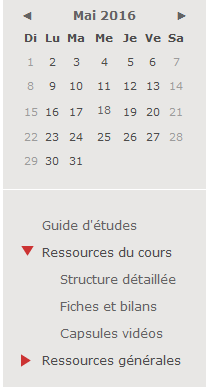 ◄ Mai 2016 ►
Di Lu Ma Me Je Ve Sa
1 2 3 4 5 6 7
8 9 10 11 12 13 14
15 16 17 18 19 20 21
22 23 24 25 26 27 28
29 30 31
Guide d'études
Ressources du cours
Structure détaillée
Fiches et bilans
Capsules vidéos
Ressources générales